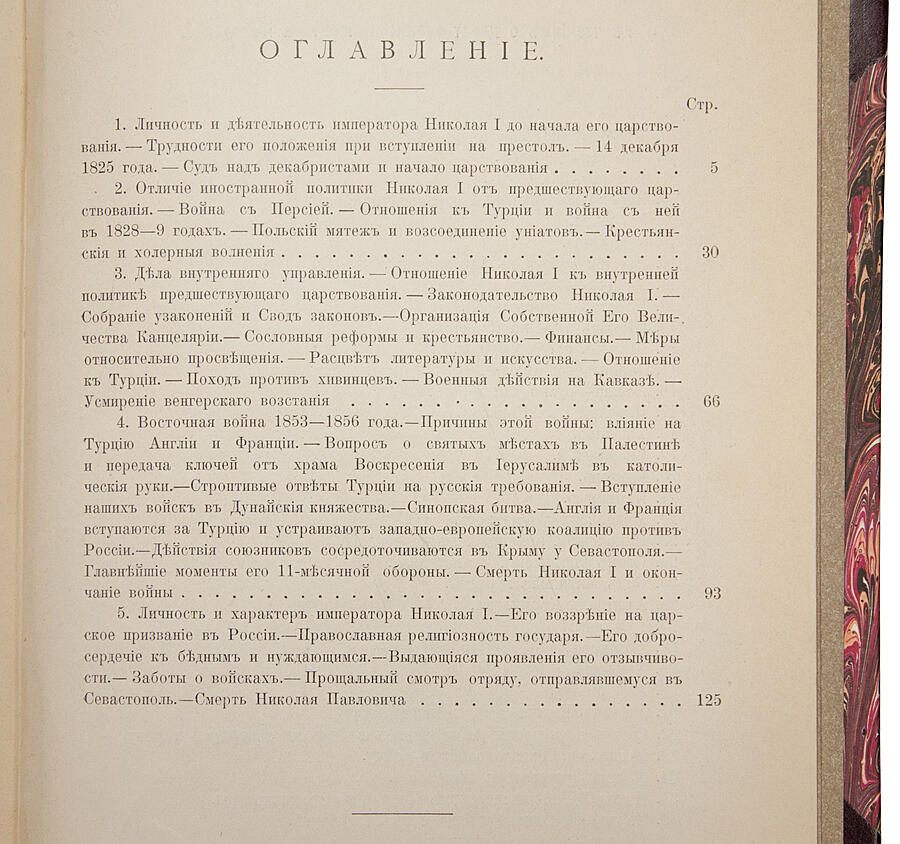 ОГЛАВЛЕНІЕ.
Стр.
1. Личность и дѣятельность императора Николая I до начала его царство-
ванія. — Трудности его положенія при вступленіи на престолъ. — 14 декабря
1825 года. — Судъ надъ декабристами и начало царствованія . . . . . . . . 5
2. Отличіе иностранной политики Николая I отъ предшествующаго цар-
ствованія. — Война съ Персіей. — Отношенія къ Турціи и война съ ней
въ 1828—9 годахъ. — Польскій мятежъ и возсоединеніе уніатовъ. — Крестьян-
скія и холерныя волненія . . . . . . . . . . . . . . . . . . . . . . . . 30
3. Дѣла внутренняго управленія. — Отношеніе Николая I къ внутренней
политикѣ предшествующаго царствованія. — Законодательство Николая I. —
Собраніе узаконеній и Сводъ законовъ.—Организація Собственной Его Вели-
чества Канцеляріи.— Сословныя реформы и крестьянство.— Финансы.— Мѣры
относительно просвѣщенія. — Расцвѣтъ литературы и искусства. — Отношеніе
къ Турціи. — Походъ противъ хивинцевъ. — Военныя дѣйствія на Кавказѣ. —
Усмиреніе венгерскаго возстанія . . . . . . . . . . . . . . . . . . . . 66
4. Восточная война 1853—1856 года.—Причины этой войны: вліяніе на
Турцію Англіи и Франціи. — Вопросъ о святыхъ мѣстахъ въ Палестинѣ
и передача ключей отъ храма Воскресенія въ Іерусалимѣ въ католи-
ческія руки.—Строптивые отвѣты Турціи на русскія требованія. — Вступленіе
нашихъ войскъ въ Дунайскія княжества.—Синопская битва.—Англія и Франція
вступаются за Турцію и устраиваютъ западно-европейскую коалицію противъ
Россіи.—Дѣйствія союзниковъ сосредоточиваются въ Крыму у Севастополя.—
Главнѣйшіе моменты его 11-мѣсячной обороны. — Смерть Николая I и окон-
чаніе войны . . . . . . . . . . . . . . . . . . . . . . . . . . . . 93
5. Личность и характеръ императора Николая I.—Его воззрѣніе на цар-
ское призваніе въ Россіи.—Православная религіозность государя.—Его добро-
сердечіе къ бѣднымъ и нуждающимся.—Выдающіяся проявленія его отзывчиво-
сти.— Заботы о войскахъ.— Прощальный смотръ отряду, отправлявшемуся въ
Севастополь.—Смерть Николая Павловича . . . . . . . . . . . . . . . . 125